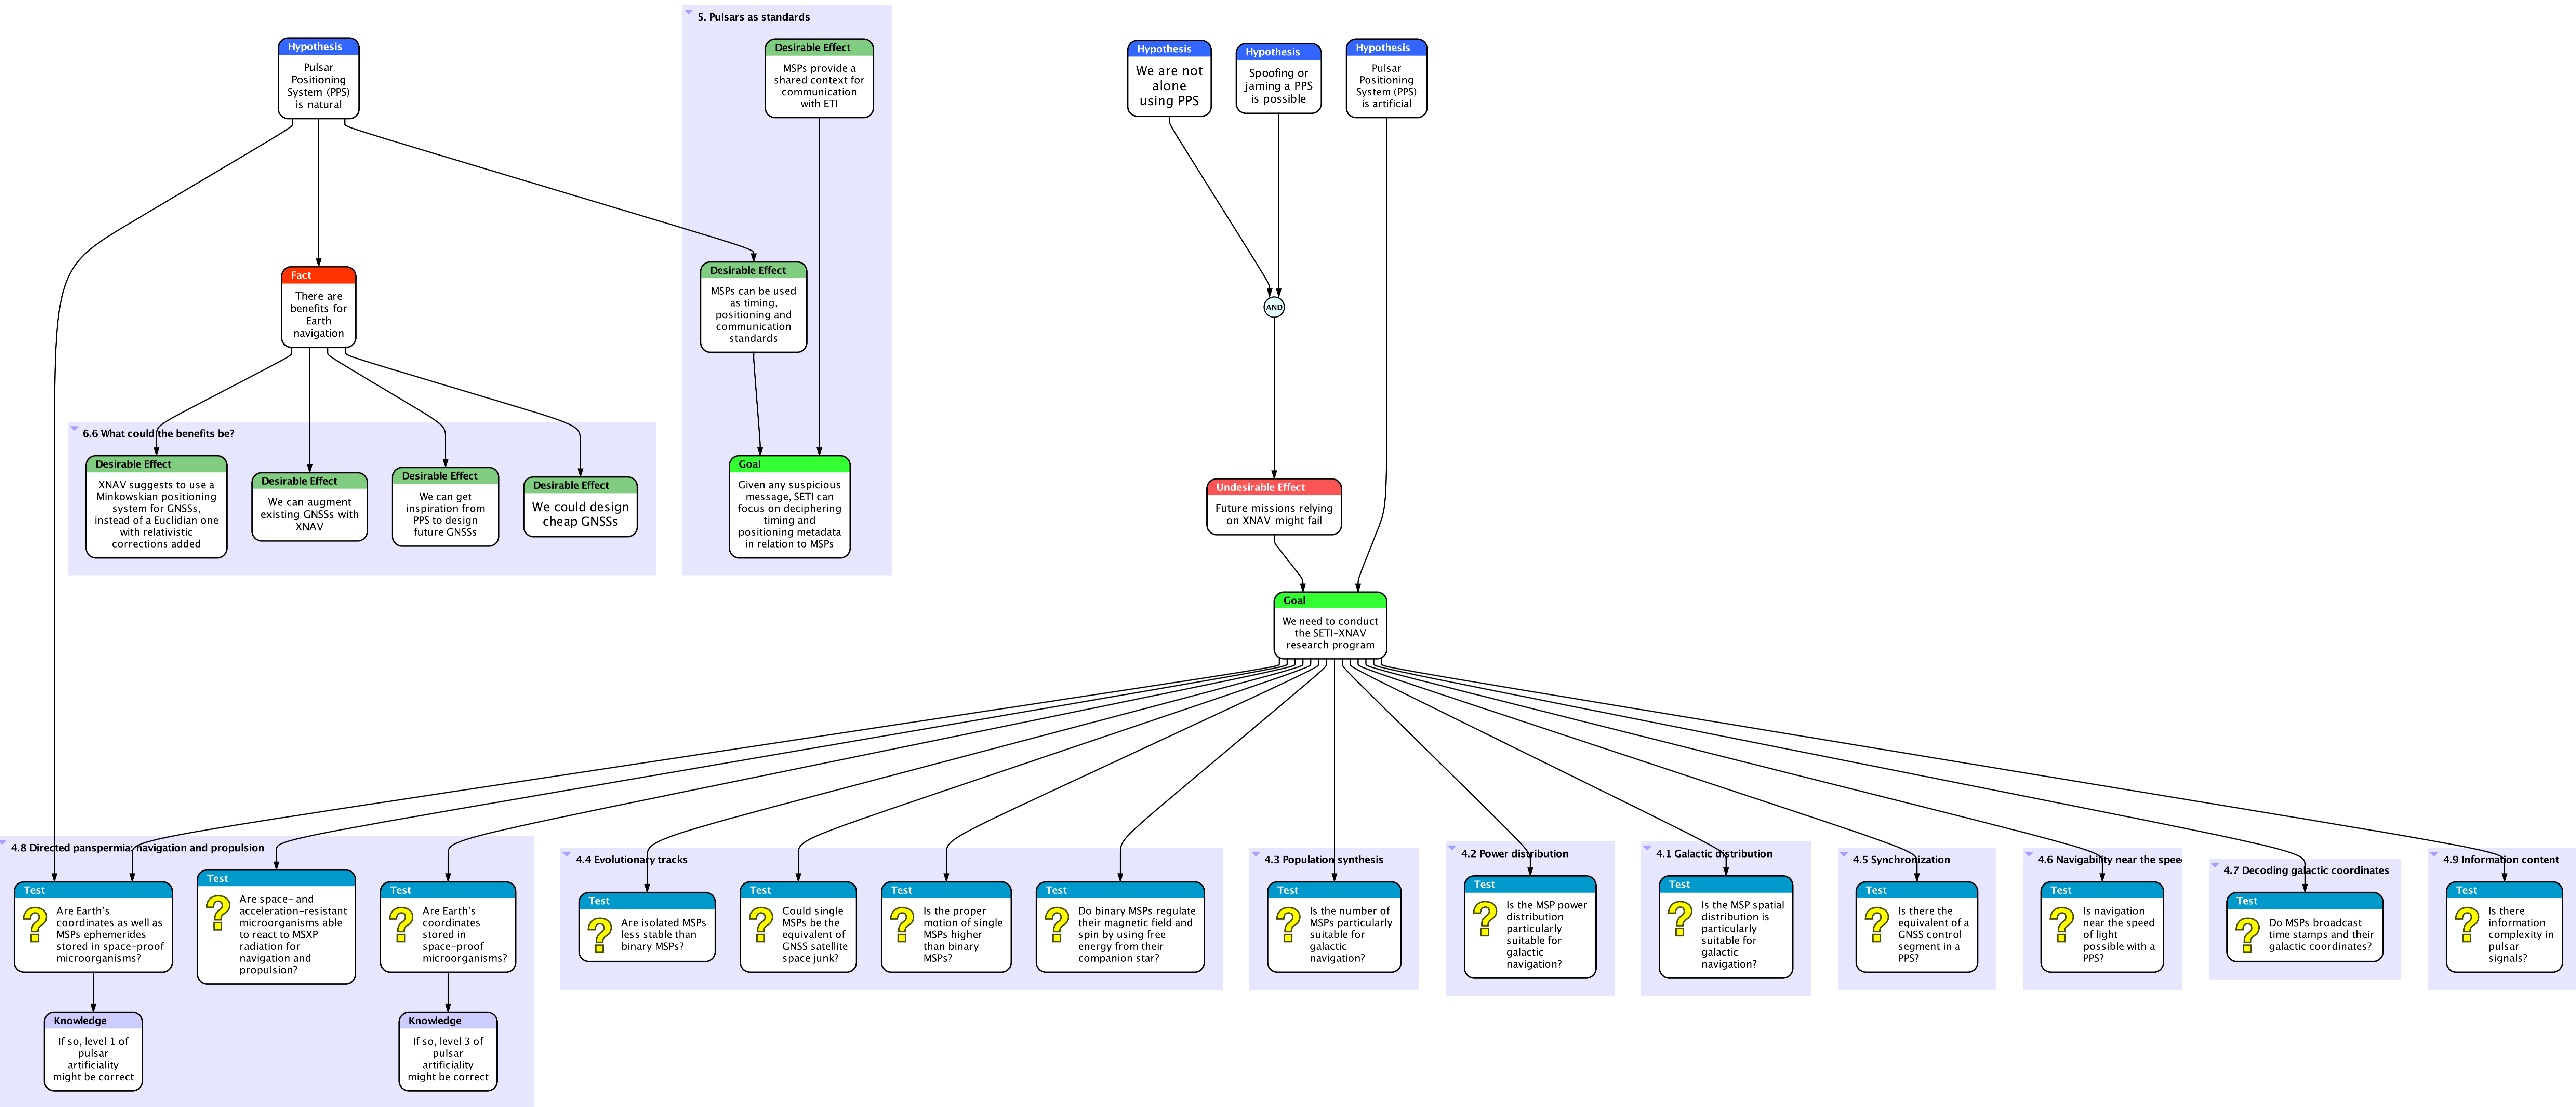 5. Pulsars as standards
Hypothesis
Pulsar
Positioning
System (PPS)
is natural
Desirable Effect
MSPs provide a
shared context for
communication
with ETI
Hypothesis
We are not
alone
using PPS
Hypothesis
Spoofing or
jaming a PPS
is possible
Hypothesis
Pulsar
Positioning
System (PPS)
is artificial
Fact
There are
benefits for
Earth
navigation
Desirable Effect
MSPs can be used
as timing,
positioning and
communication
standards
AND
6.6 What could the benefits be?
Desirable Effect
XNAV suggests to use a
Minkowskian positioning
system for GNSSs,
instead of a Euclidian one
with relativistic
corrections added
Desirable Effect
We can augment
existing GNSSs with
XNAV
Desirable Effect
We can get
inspiration from
PPS to design
future GNSSs
Desirable Effect
We could design
cheap GNSSs
Goal
Given any suspicious
message, SETI can
focus on deciphering
timing and
positioning metadata
in relation to MSPs
Undesirable Effect
Future missions relying
on XNAV might fail
Goal
We need to conduct
the SETI-XNAV
research program
4.8 Directed panspermia: navigation and propulsion
Test
Are Earth's
coordinates as well as
MSPs ephemerides
stored in space-proof
microorganisms?
Test
Are space- and
acceleration-resistant
microorganisms able
to react to MSXP
radiation for
navigation and
propulsion?
Test
Are Earth's
coordinates
stored in
space-proof
microorganisms?
Knowledge
If so, level 1 of
pulsar
artificiality
might be correct
Knowledge
If so, level 3 of
pulsar
artificiality
might be correct
4.4 Evolutionary tracks
Test
Are isolated MSPs
less stable than
binary MSPs?
Test
Could single
MSPs be the
equivalent of
GNSS satellite
space junk?
Test
Is the proper
motion of single
MSPs higher
than binary
MSPs?
Test
Do binary MSPs regulate
their magnetic field and
spin by using free
energy from their
companion star?
4.3 Population synthesis
Test
Is the number of
MSPs particularly
suitable for
galactic
navigation?
4.2 Power distribution
Test
Is the MSP power
distribution
particularly
suitable for
galactic
navigation?
4.1 Galactic distribution
Test
Is the MSP spatial
distribution is
particularly
suitable for
galactic
navigation?
4.5 Synchronization
Test
Is there the
equivalent of a
GNSS control
segment in a
PPS?
4.6 Navigability near the spee
Test
Is navigation
near the speed
of light
possible with a
PPS?
4.7 Decoding galactic coordinates
Test
Do MSPs broadcast
time stamps and their
galactic coordinates?
4.9 Information content
Test
Is there
information
complexity in
pulsar
signals?